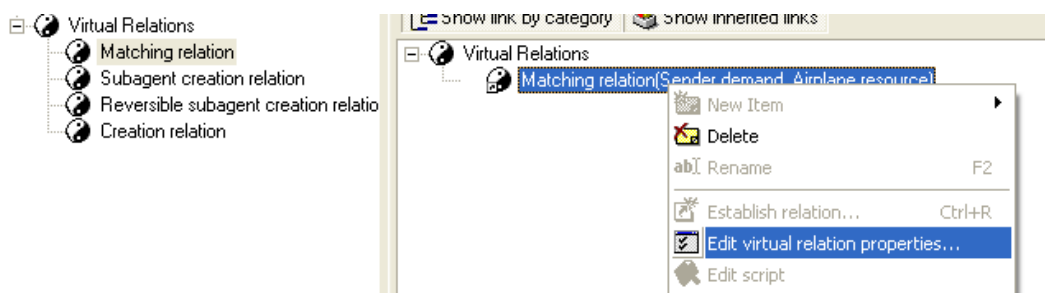 Virtual Relations
Matching relation
Subagent creation relation
Reversible subagent creation relatio
Creation relation
Show link by category Show inherited links
Virtual Relations
Matching relation(Sender demand, Airplane resource)
New Item
Delete
Rename F2
Establish relation... Ctrl+R
Edit virtual relation properties...
Edit script